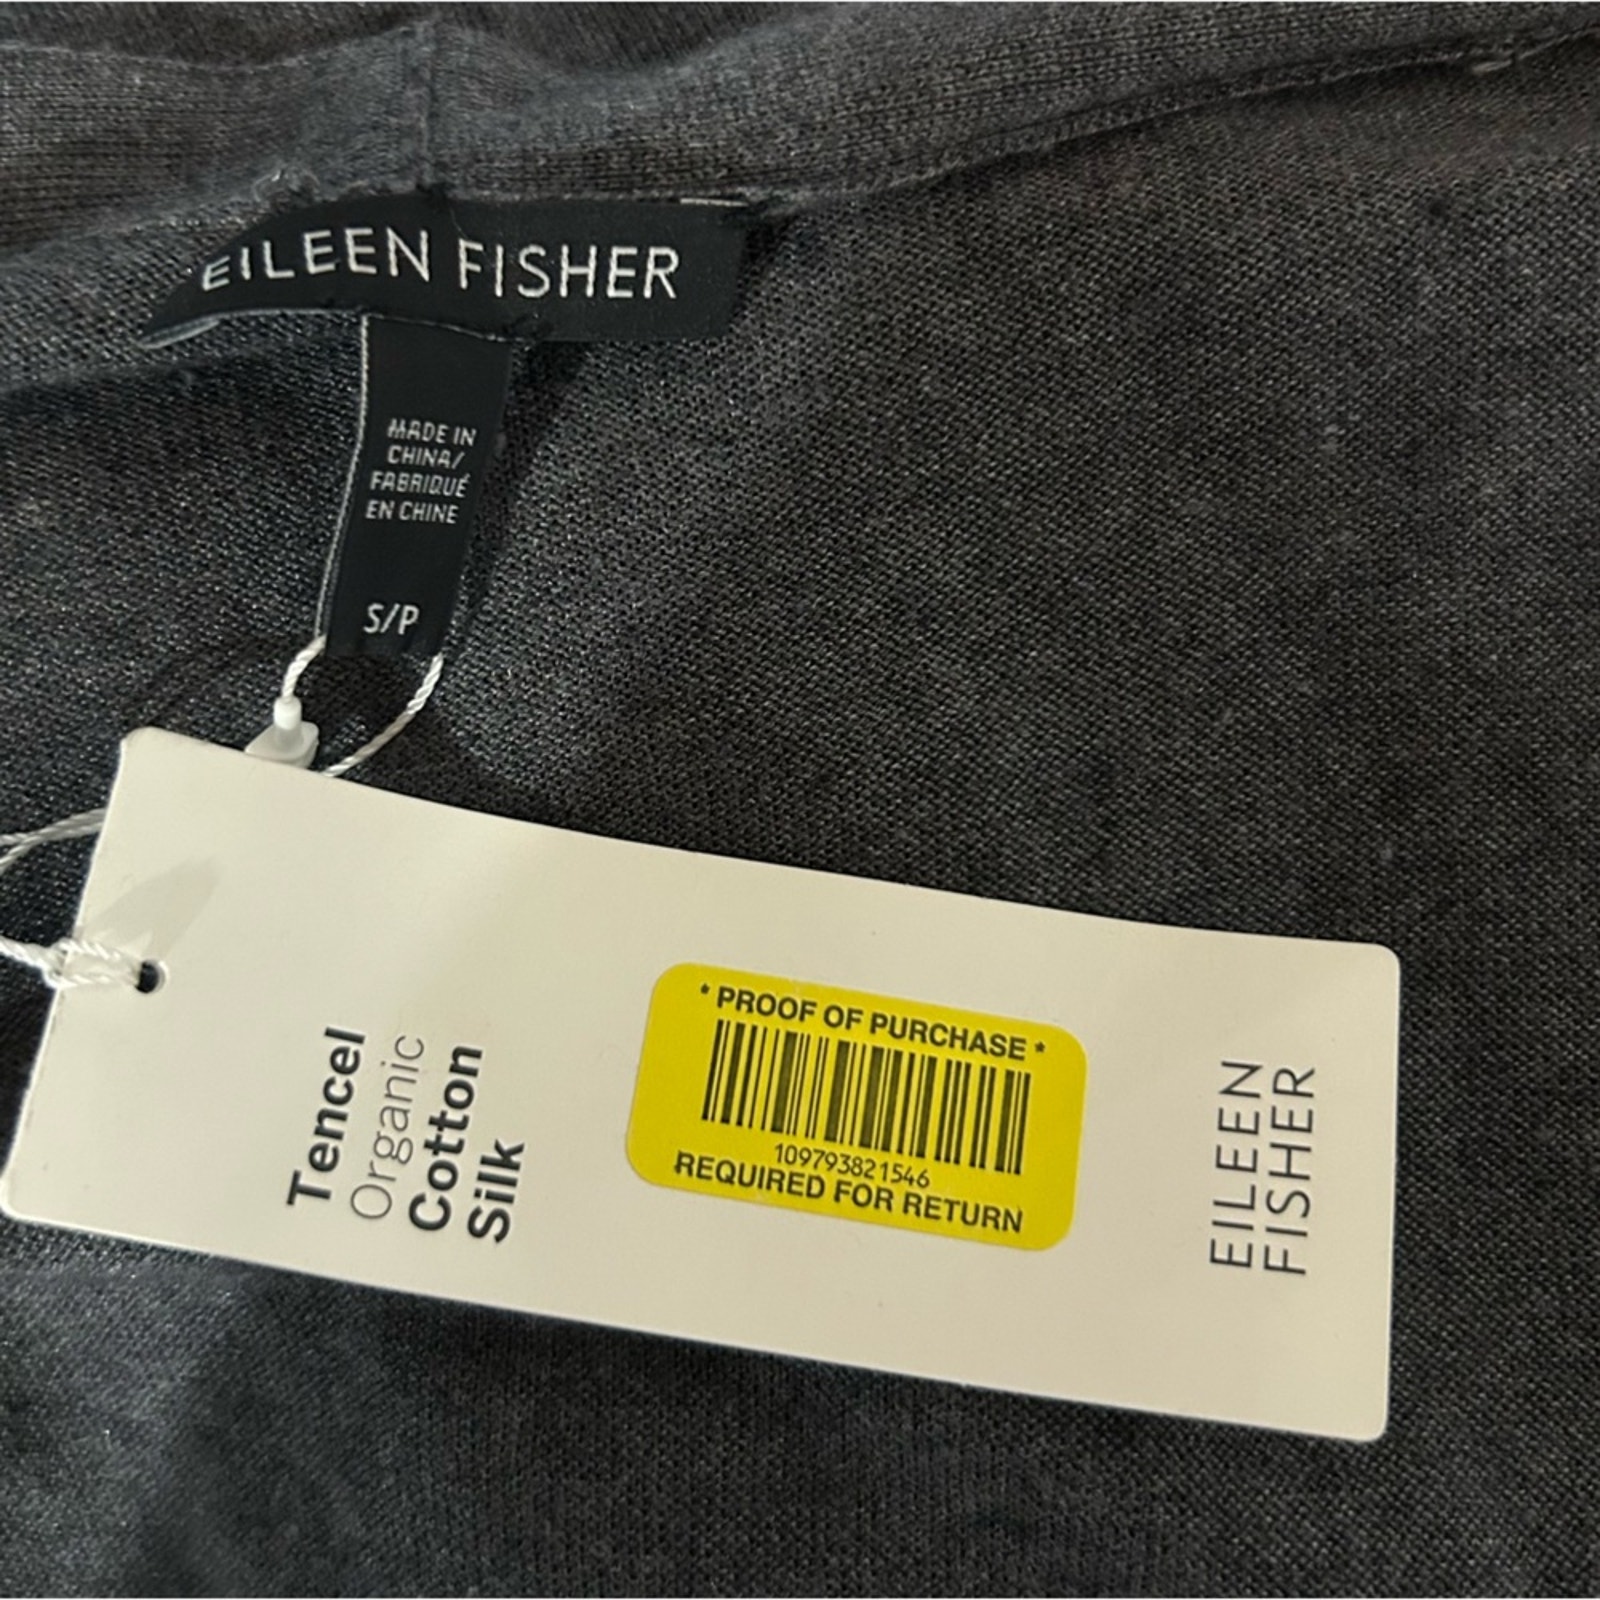 EILEEN FISHER
MADE IN
CHINA/
FABRIQUÉ
EN CHINE
S/P
Tencel
Organic
Cotton
Silk
* PROOF OF PURCHASE *
109793821546
REQUIRED FOR RETURN
EILEEN
FISHER